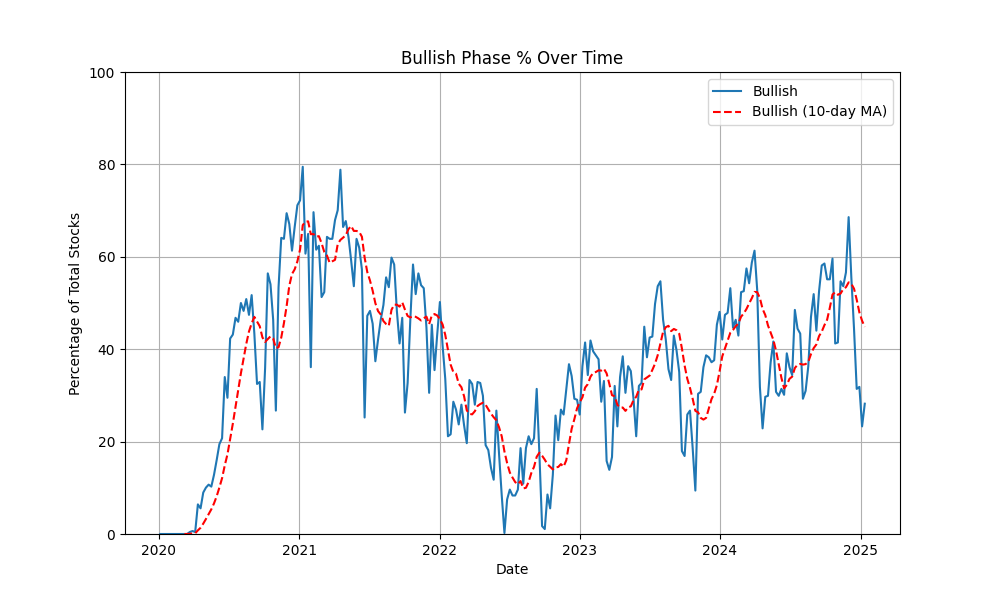 Bullish Phase % Over Time
Percentage of Total Stocks
100
80
60
40
20
0
Bullish
Bullish (10-day MA)
2020 2021 2022 2023 2024 2025
Date